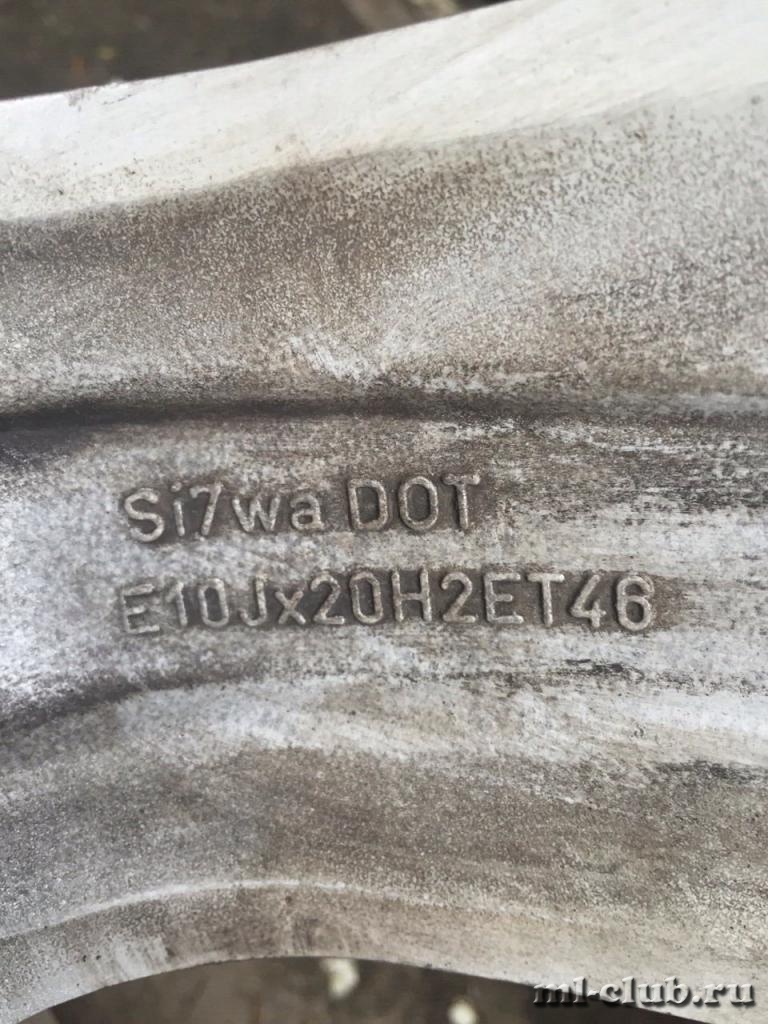 Si7wa DOT
E10Jx20H2ET46
ml-club.ru